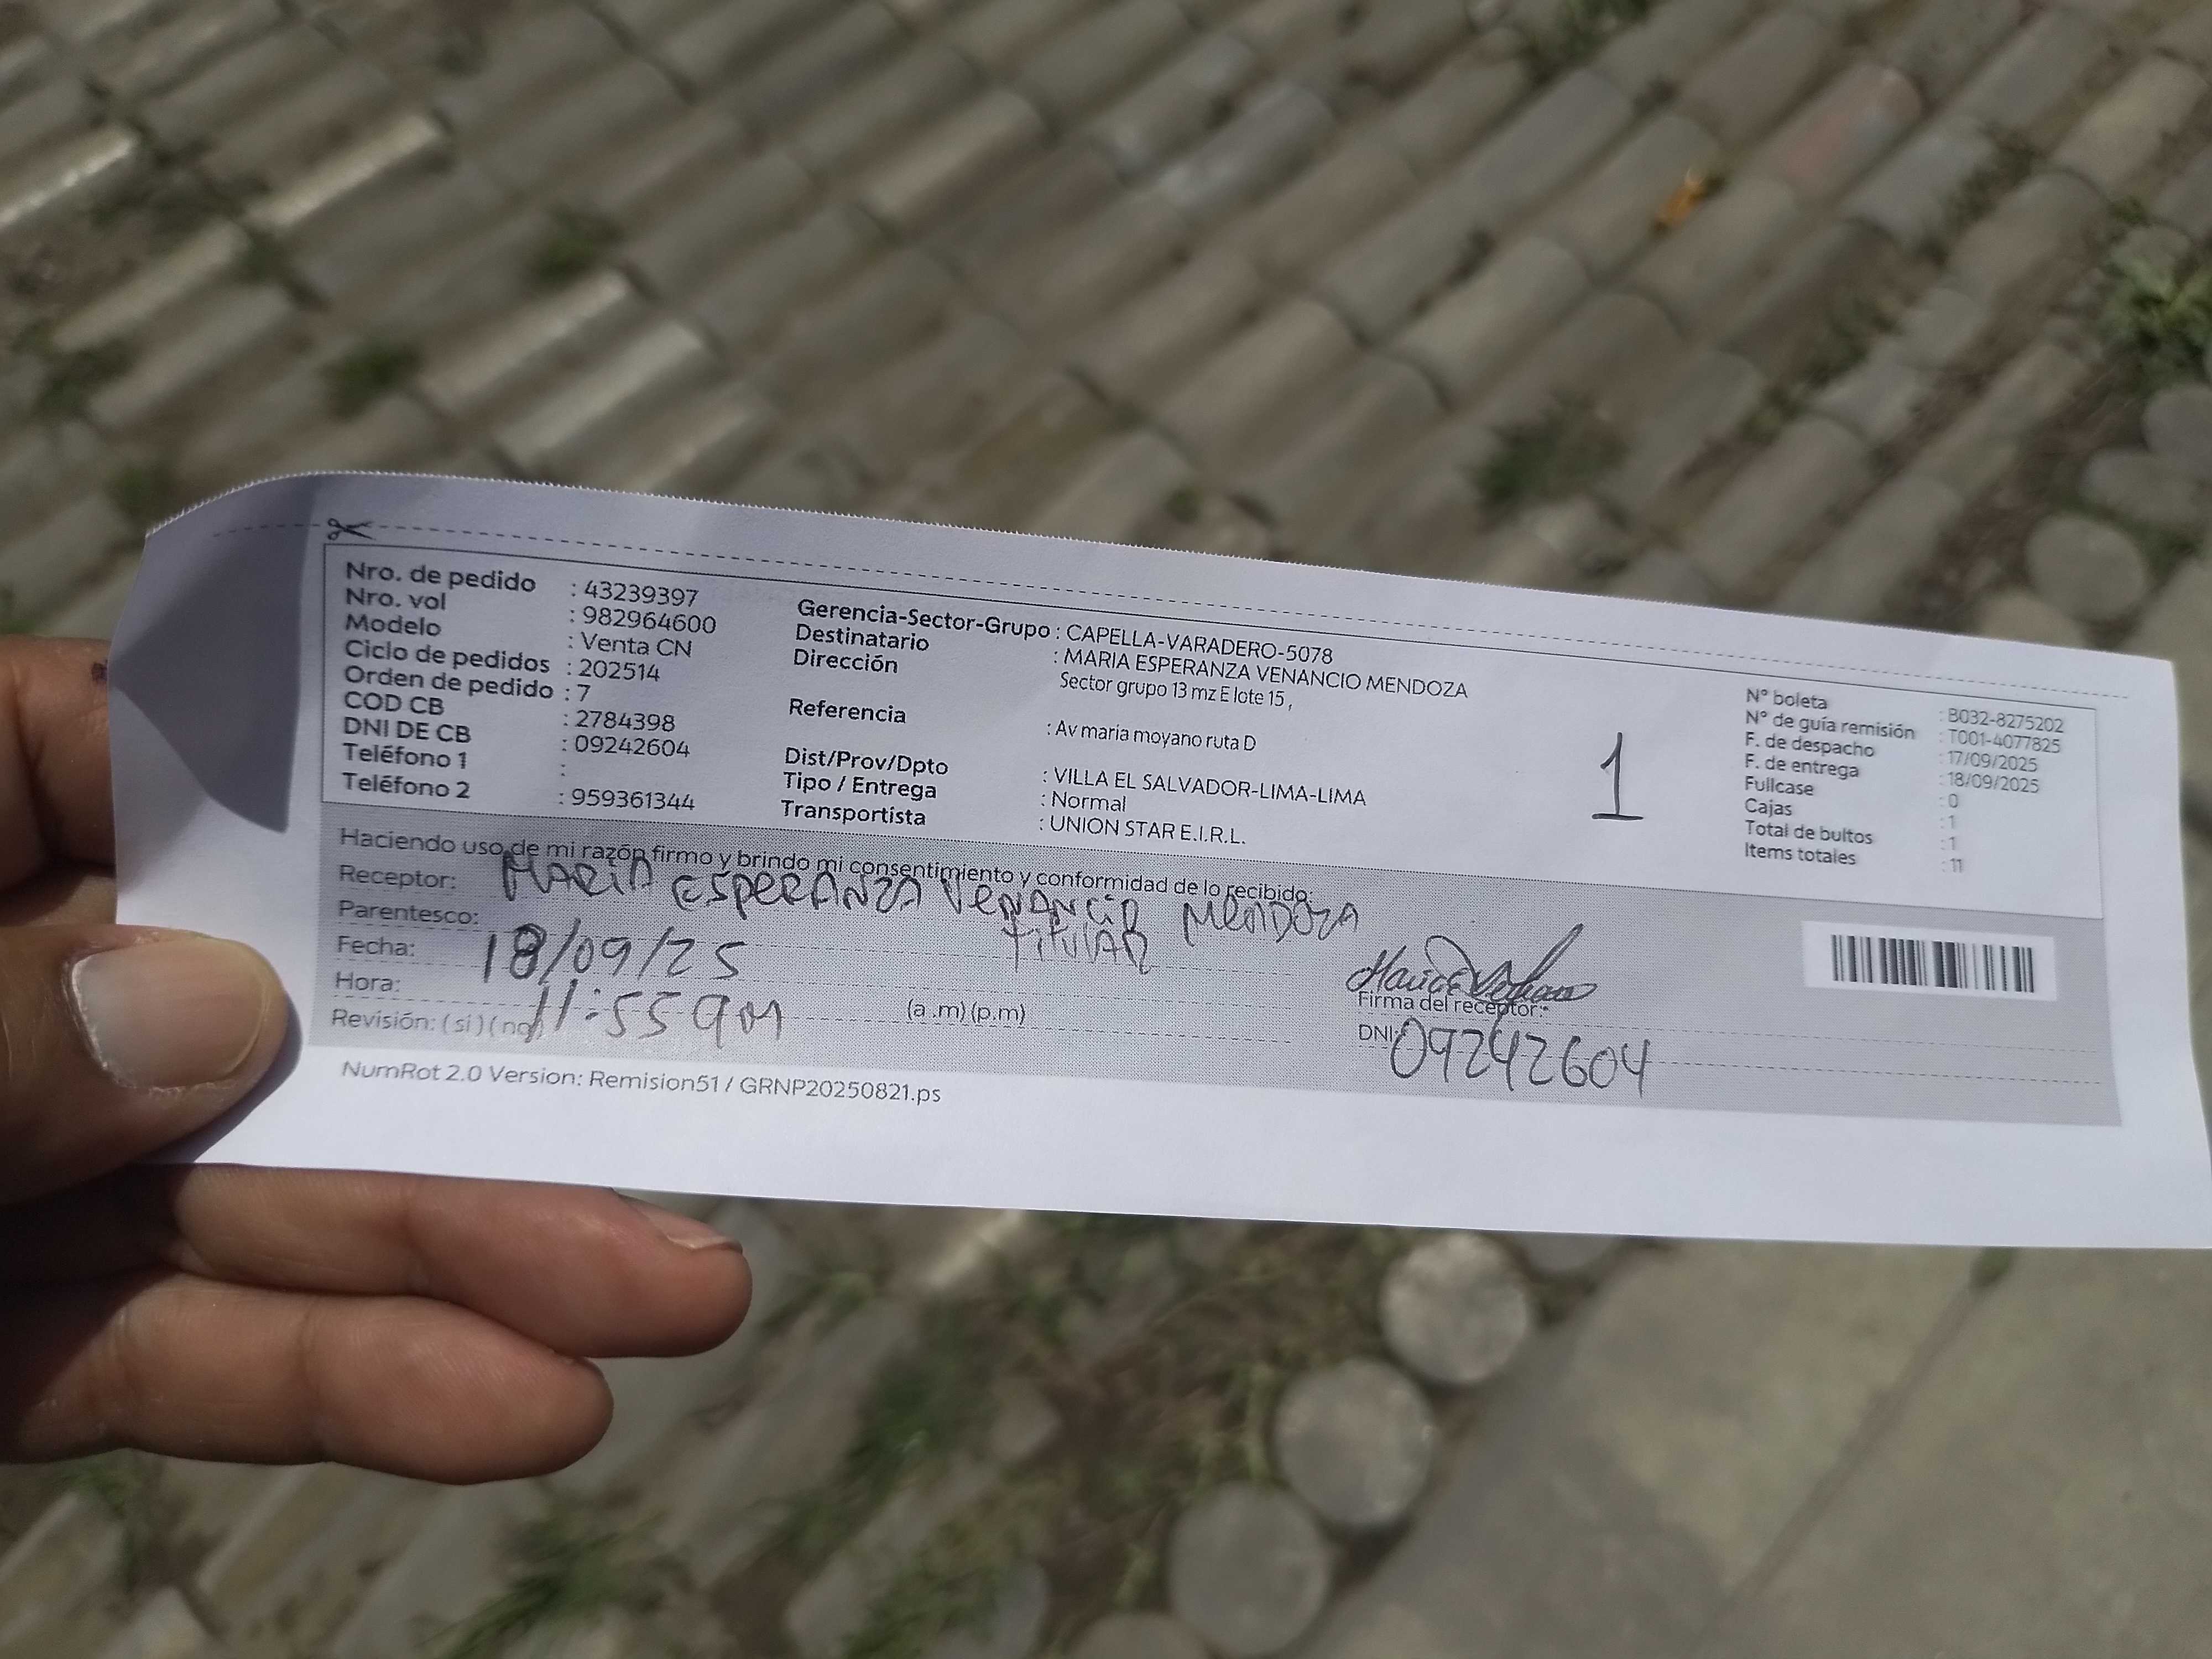 Nro. de pedido : 43239397
Nro. vol : 982964600
Modelo : Venta CN
Ciclo de pedidos : 202514
Orden de pedido : 7
COD CB : 2784398
DNI DE CB : 09242604
Teléfono 1 :
Teléfono 2 : 959361344
Gerencia-Sector-Grupo : CAPELLA-VARADERO-5078
Destinatario : MARIA ESPERANZA VENANCIO MENDOZA
Dirección Sector grupo 13 mz E lote 15 ,
Referencia : Av maria moyano ruta D
Dist/Prov/Dpto : VILLA EL SALVADOR-LIMA-LIMA
Tipo / Entrega : Normal
Transportista : UNION STAR E.I.R.L.
1
N° boleta : B032-8275202
N° de guía remisión : T001-4077825
F. de despacho : 17/09/2025
F. de entrega : 18/09/2025
Fullcase : 0
Cajas : 1
Total de bultos : 1
Items totales : 11
Haciendo uso de mi razón firmo y brindo mi consentimiento y conformidad de lo recibido:
Receptor: MARIA ESPERANZA VENANCIO MENDOZA
Parentesco: TITULAR
Fecha: 18/09/25
Hora: 11:55 am (a .m) (p.m)
Revisión: ( si ) ( no )
Firma del receptor:
DNI: 09242604
NumRot 2.0 Version: Remision51 / GRNP20250821.ps